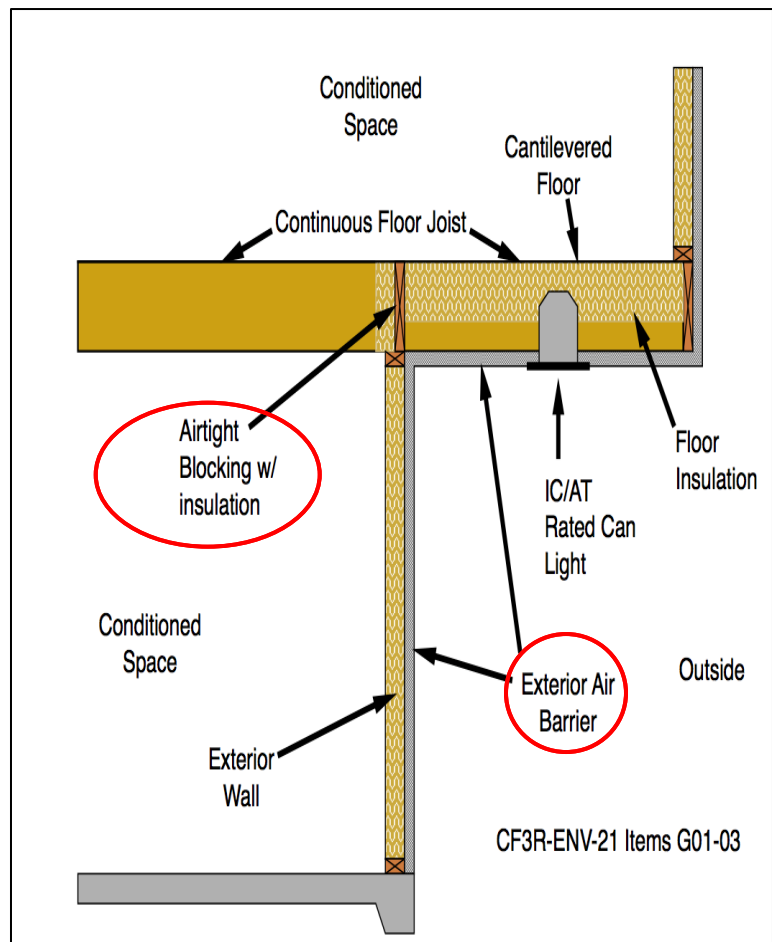 Conditioned
Space
Cantilevered
Floor
Continuous Floor Joist
Airtight
Blocking w/
insulation
Floor
Insulation
IC/AT
Rated Can
Light
Conditioned
Space
Exterior Air
Barrier
Outside
Exterior
Wall
CF3R-ENV-21 Items G01-03